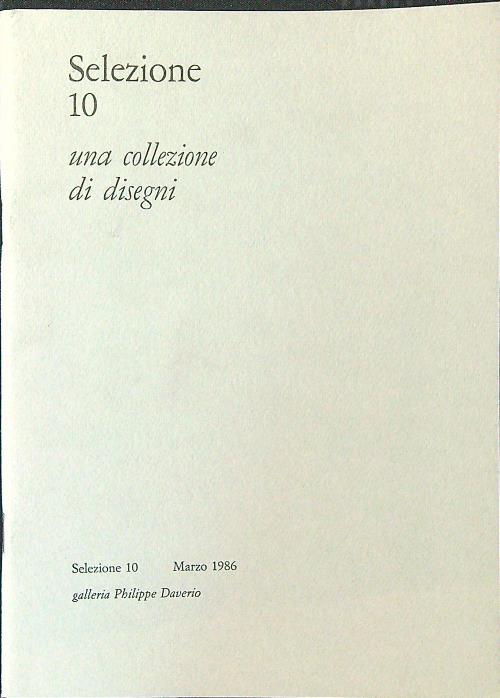 Selezione
10
una collezione
di disegni
Selezione 10 Marzo 1986
galleria Philippe Daverio